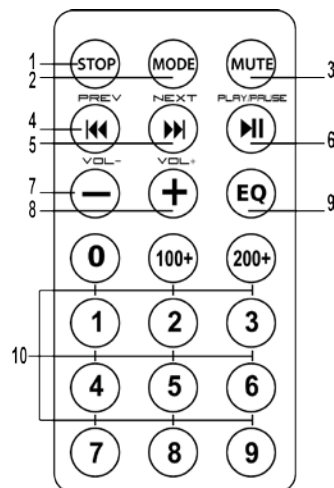 1 STOP MODE MUTE 3
2
PREV NEXT PLAY/PAUSE
4
5 6
VOL- VOL+
7 − + EQ 9
8
0 100+ 200+
1 2 3
10
4 5 6
7 8 9